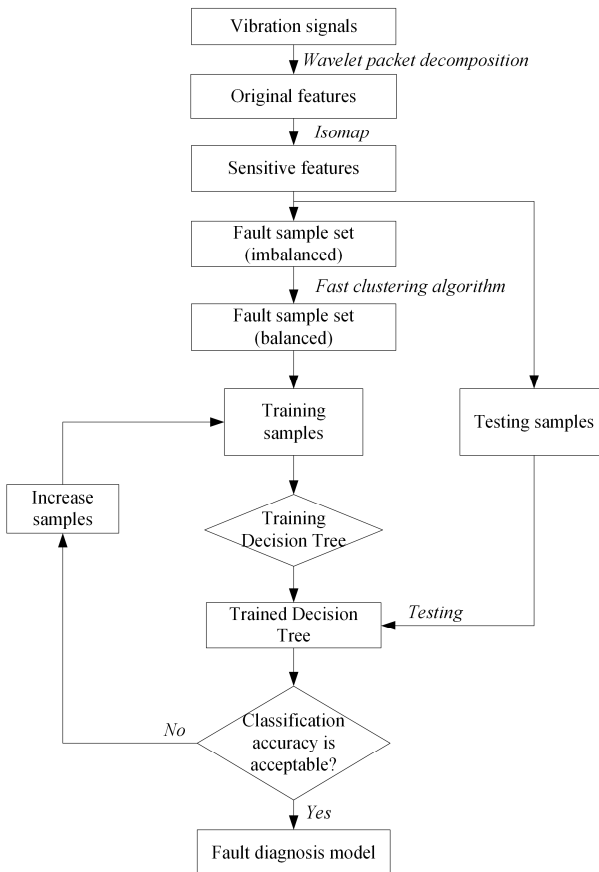 Vibration signals
Wavelet packet decomposition
Original features
Isomap
Sensitive features
Fault sample set
(imbalanced)
Fast clustering algorithm
Fault sample set
(balanced)
Training
samples
Testing samples
Increase
samples
Training
Decision Tree
Trained Decision
Tree
Testing
Classification
accuracy is
acceptable?
No
Yes
Fault diagnosis model